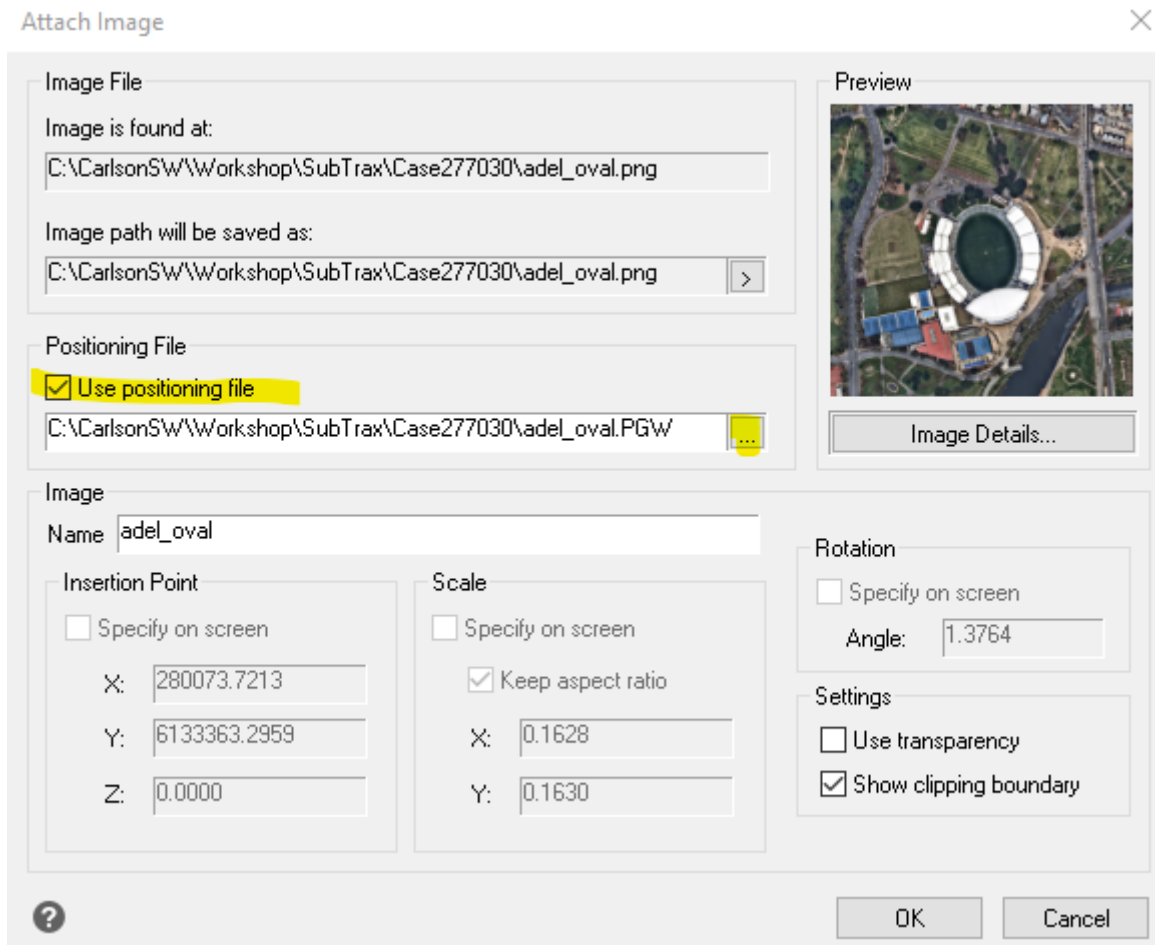 Attach Image
Image File
Image is found at:
C:\CarlsonSW\Workshop\SubTrax\Case277030\adel_oval.png
Image path will be saved as:
C:\CarlsonSW\Workshop\SubTrax\Case277030\adel_oval.png
>
Preview
Image Details...
Positioning File
Use positioning file
C:\CarlsonSW\Workshop\SubTrax\Case277030\adel_oval.PGW
...
Image
Name adel_oval
Insertion Point
Specify on screen
X: 280073.7213
Y: 6133363.2959
Z: 0.0000
Scale
Specify on screen
Keep aspect ratio
X: 0.1628
Y: 0.1630
Rotation
Specify on screen
Angle: 1.3764
Settings
Use transparency
Show clipping boundary
?
OK
Cancel